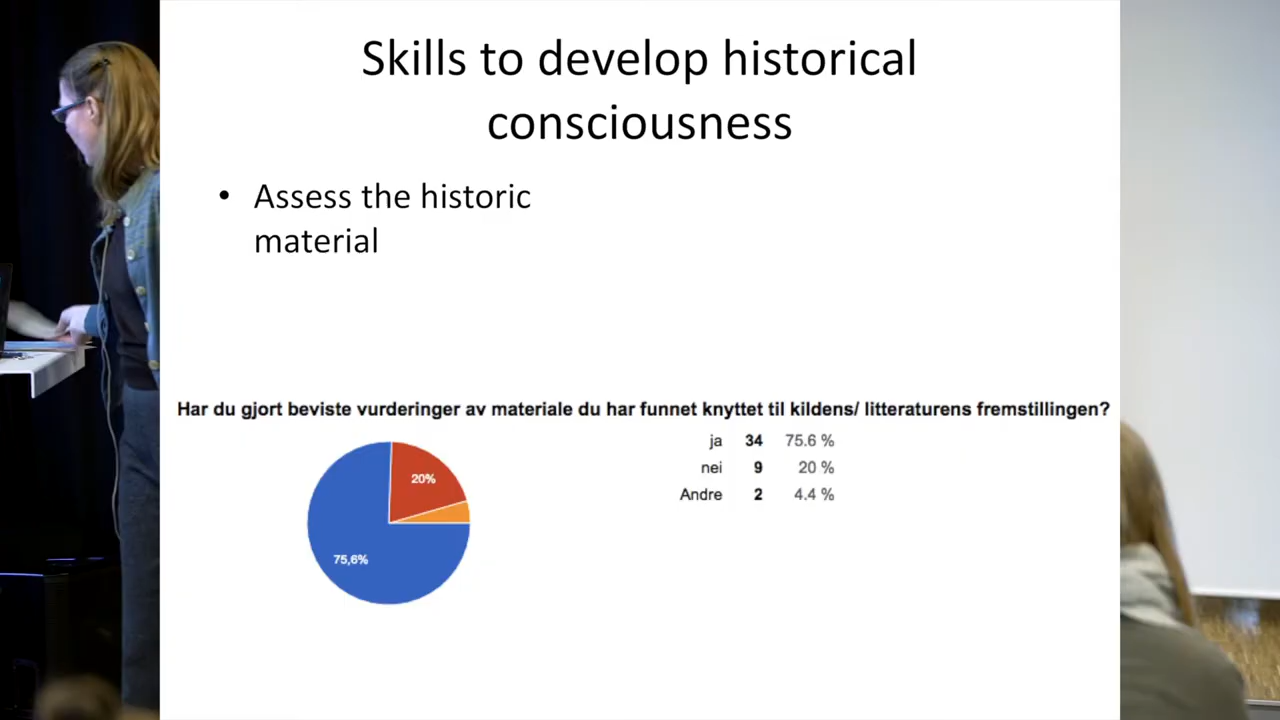 Skills to develop historical
consciousness
• Assess the historic
material
Har du gjort beviste vurderinger av materiale du har funnet knyttet til kildens/ litteraturens fremstillingen?
ja 34 75.6 %
nei 9 20 %
Andre 2 4.4 %
20%
75,6%